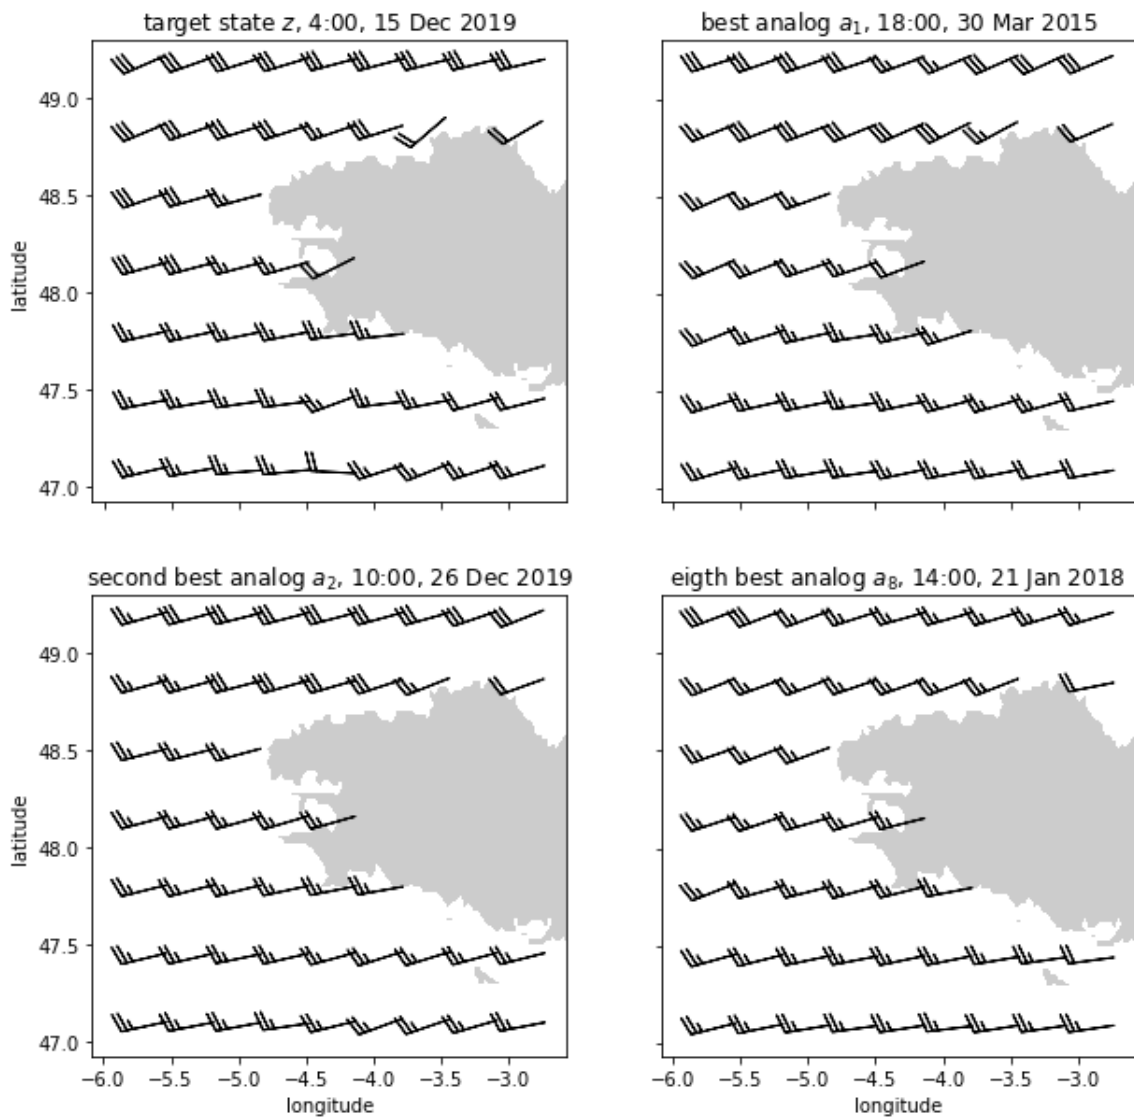 target state z, 4:00, 15 Dec 2019
best analog a₁, 18:00, 30 Mar 2015
49.0
48.5
48.0
47.5
47.0
latitude
second best analog a₂, 10:00, 26 Dec 2019
eigth best analog a₈, 14:00, 21 Jan 2018
49.0
48.5
48.0
47.5
47.0
latitude
−6.0 −5.5 −5.0 −4.5 −4.0 −3.5 −3.0
longitude
−6.0 −5.5 −5.0 −4.5 −4.0 −3.5 −3.0
longitude